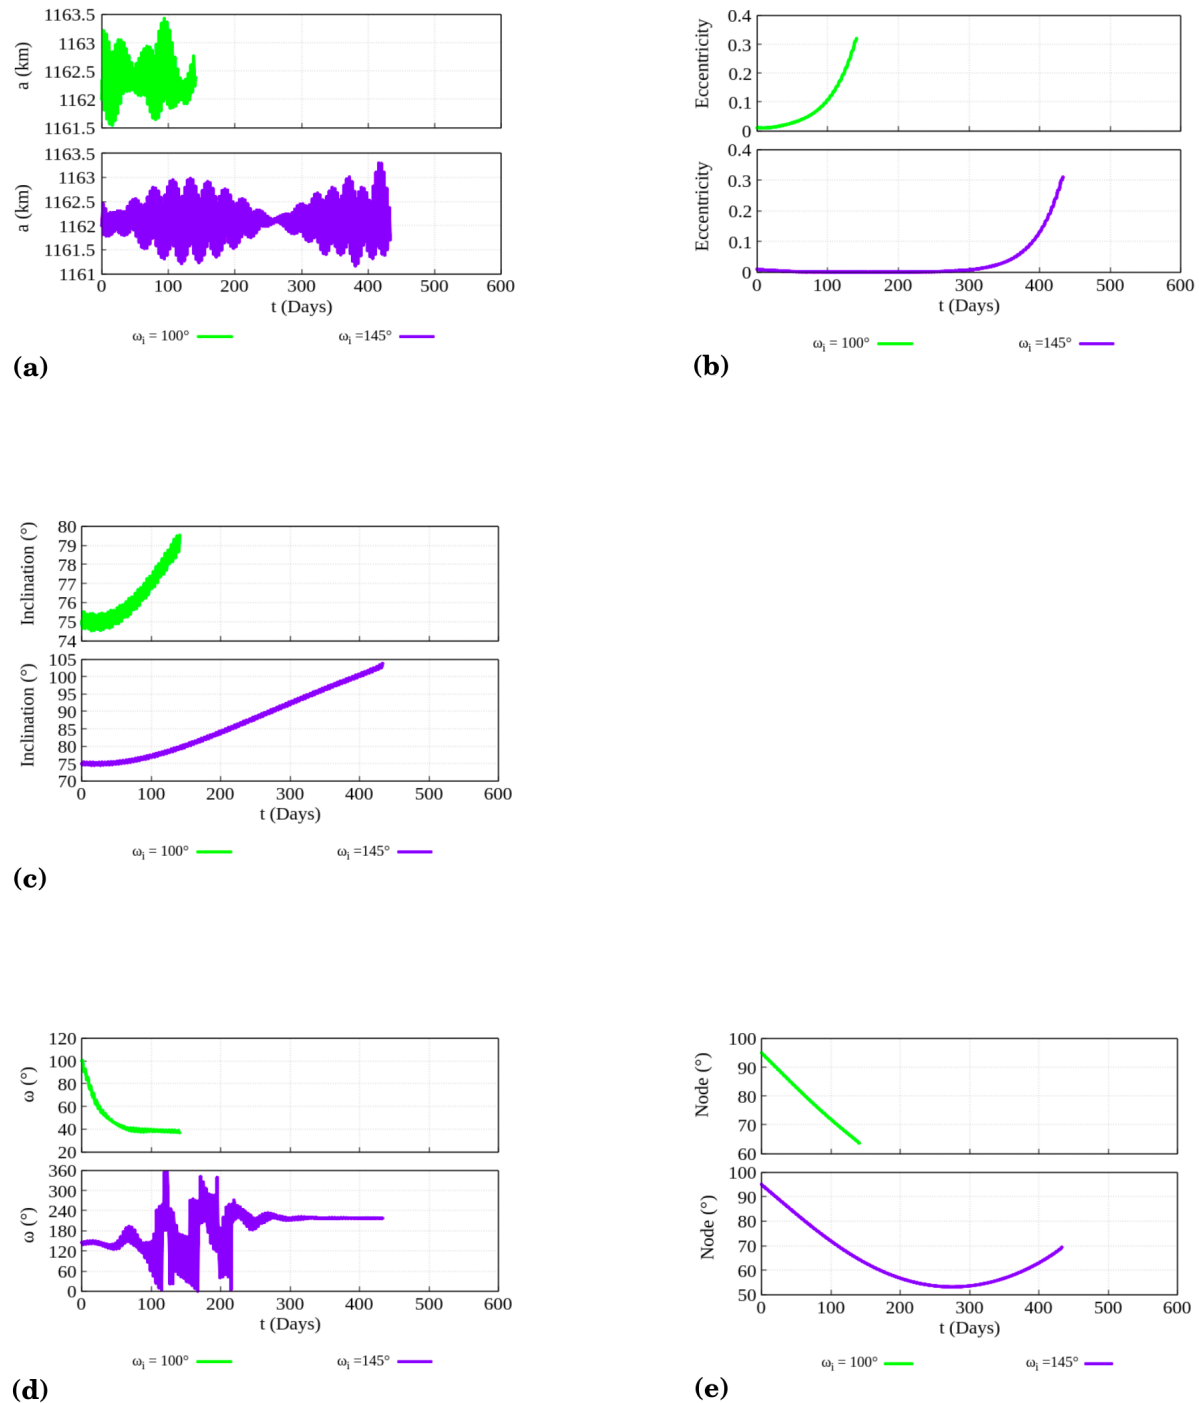 1163.5
1163
1162.5
1162
1161.5
a (km)
1163.5
1163
1162.5
1162
1161.5
1161
a (km)
0 100 200 300 400 500 600
t (Days)
ωi = 100° ωi =145°
(a)
0.4
0.3
0.2
0.1
0
Eccentricity
0.4
0.3
0.2
0.1
0
Eccentricity
0 100 200 300 400 500 600
t (Days)
ωi = 100° ωi =145°
(b)
80
79
78
77
76
75
74
Inclination (°)
105
100
95
90
85
80
75
70
Inclination (°)
0 100 200 300 400 500 600
t (Days)
ωi = 100° ωi =145°
(c)
120
100
80
60
40
20
ω (°)
360
300
240
180
120
60
0
ω (°)
0 100 200 300 400 500 600
t (Days)
ωi = 100° ωi =145°
(d)
100
90
80
70
60
Node (°)
100
90
80
70
60
50
Node (°)
0 100 200 300 400 500 600
t (Days)
ωi = 100° ωi =145°
(e)